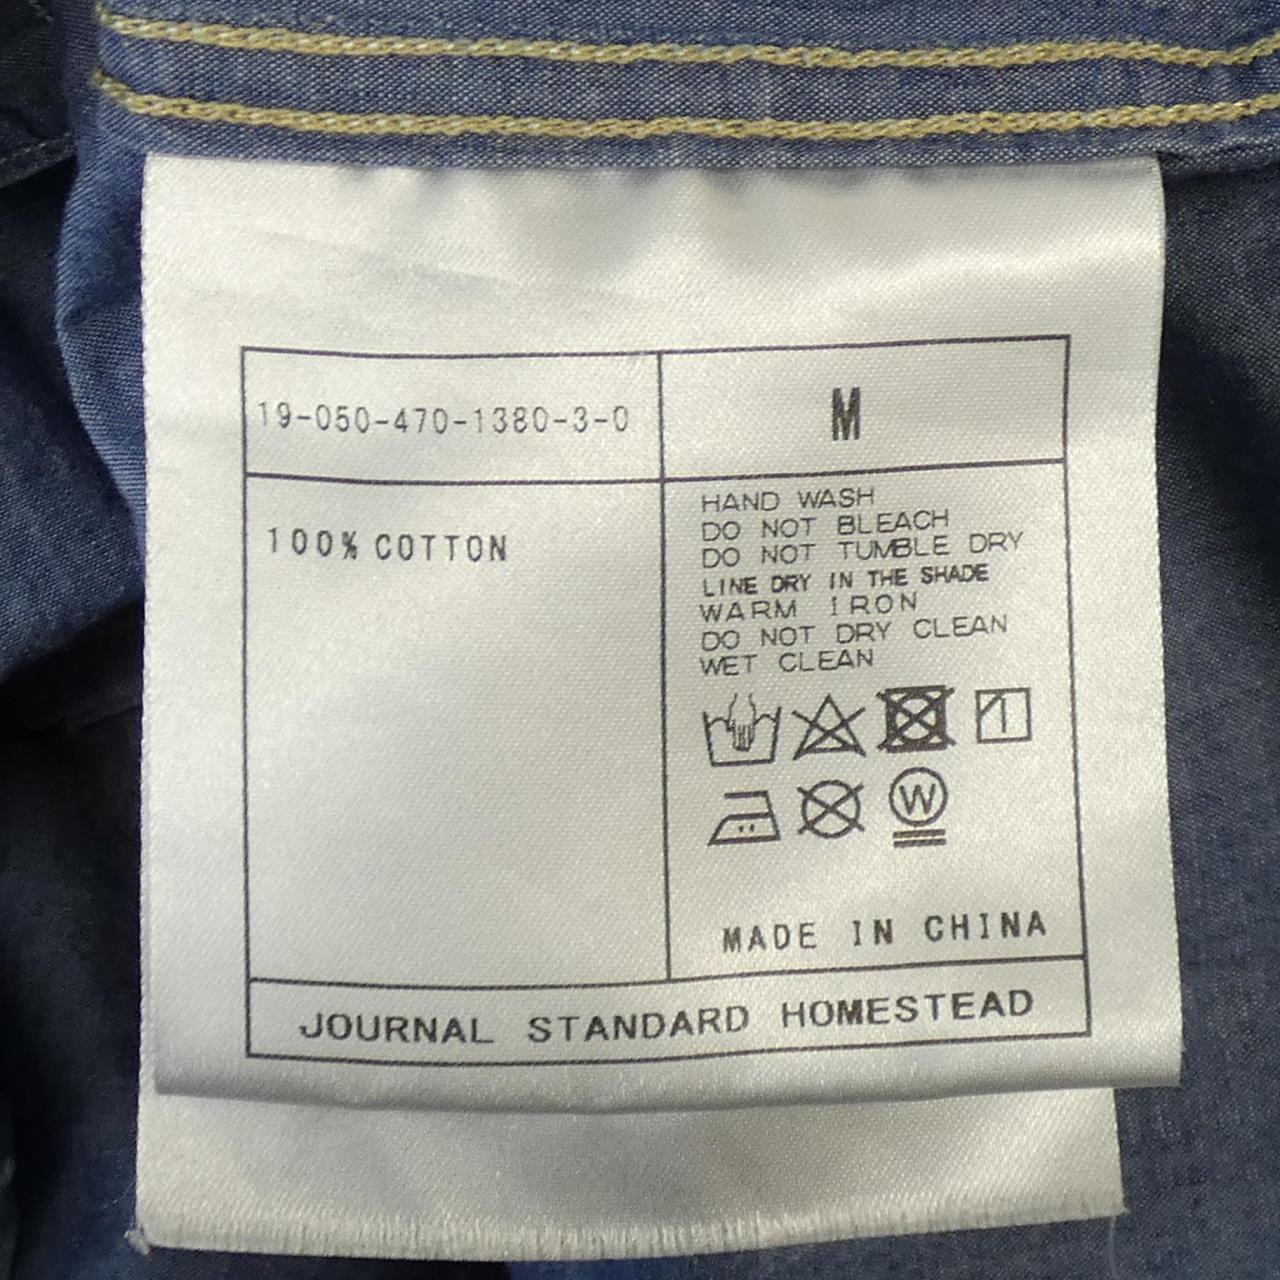 19-050-470-1380-3-0
M
100% COTTON
HAND WASH
DO NOT BLEACH
DO NOT TUMBLE DRY
LINE DRY IN THE SHADE
WARM IRON
DO NOT DRY CLEAN
WET CLEAN
W
MADE IN CHINA
JOURNAL STANDARD HOMESTEAD